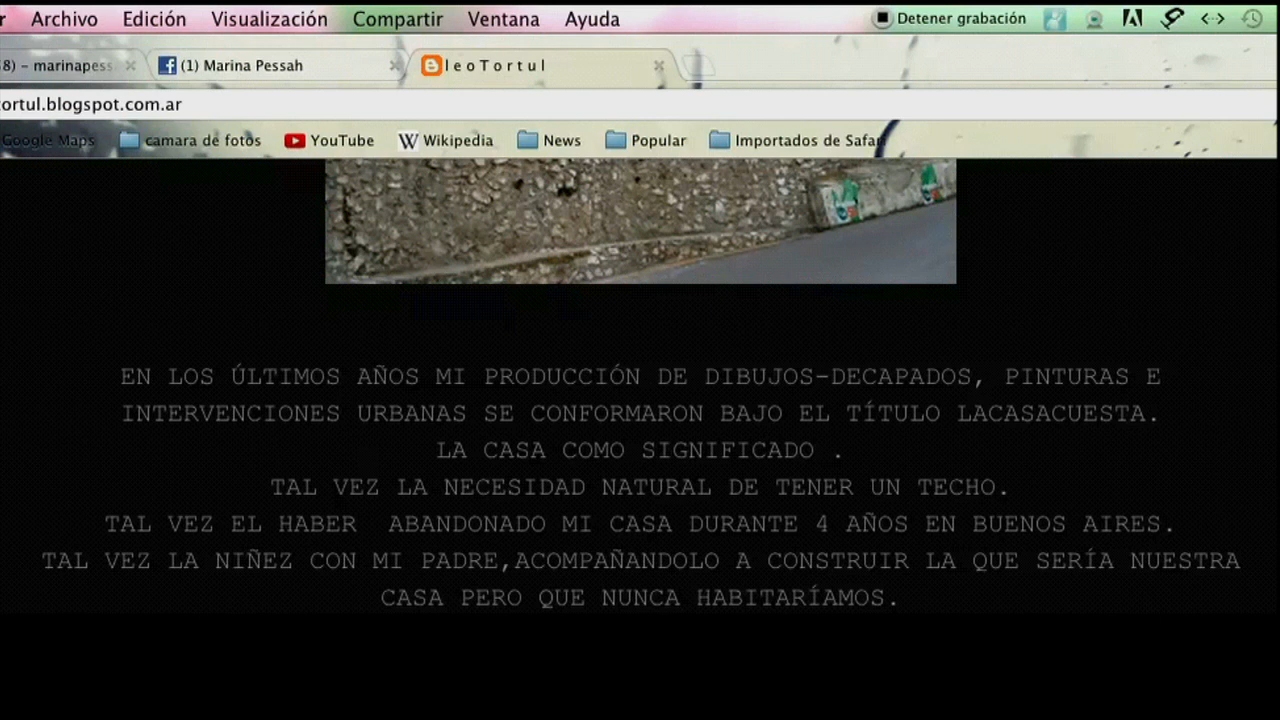 r Archivo Edición Visualización Compartir Ventana Ayuda Detener grabación
8) – marinapess (1) Marina Pessah leoTortul
tortul.blogspot.com.ar
Google Maps camara de fotos YouTube Wikipedia News Popular Importados de Safari
EN LOS ÚLTIMOS AÑOS MI PRODUCCIÓN DE DIBUJOS-DECAPADOS, PINTURAS E
INTERVENCIONES URBANAS SE CONFORMARON BAJO EL TÍTULO LACASACUESTA.
LA CASA COMO SIGNIFICADO .
TAL VEZ LA NECESIDAD NATURAL DE TENER UN TECHO.
TAL VEZ EL HABER ABANDONADO MI CASA DURANTE 4 AÑOS EN BUENOS AIRES.
TAL VEZ LA NIÑEZ CON MI PADRE,ACOMPAÑANDOLO A CONSTRUIR LA QUE SERÍA NUESTRA
CASA PERO QUE NUNCA HABITARÍAMOS.